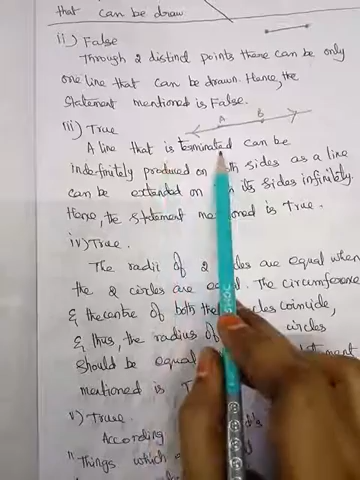 that can be draw
ii) False
Through 2 distinct points there can be only
one line that can be drawn. Hence, the
Statement mentioned is False.
iii) True
A B
A line that is terminated can be
indefinitely produced on sides as a line
can be extended on its sides infinitely.
Hence, the statement is True.
iv) True.
The radii of 2 are equal when
the 2 circles are . The circumference
& the centre of both the coincide,
& thus, the radius of circles
should be equal
mentioned is
v) True
According
"Things which